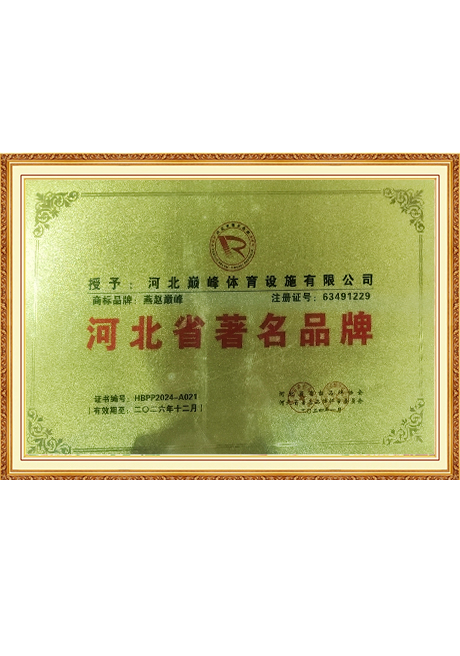 授予：河北巅峰体育设施有限公司
商标品牌：燕赵巅峰
注册证号：63491229
河北省著名品牌
证书编号：HBPP2024-A021
［有效期至：二〇二六年十二月］